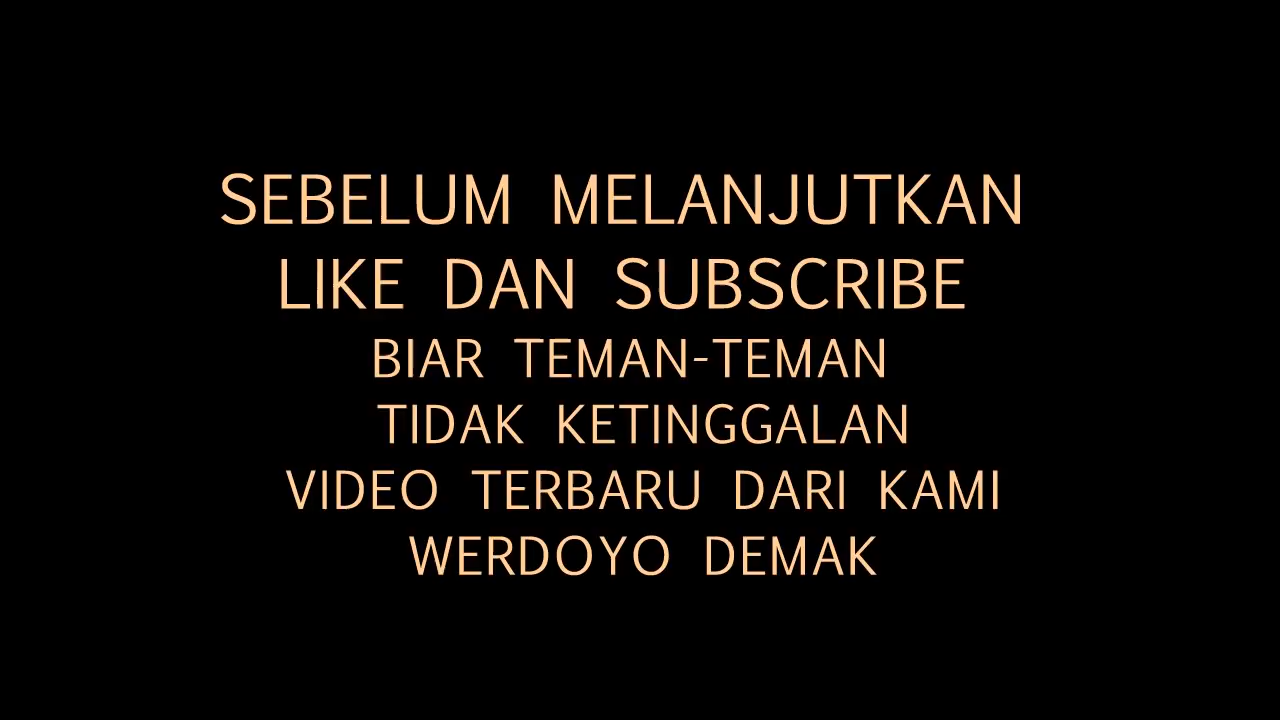 SEBELUM MELANJUTKAN
LIKE DAN SUBSCRIBE
BIAR TEMAN-TEMAN
TIDAK KETINGGALAN
VIDEO TERBARU DARI KAMI
WERDOYO DEMAK